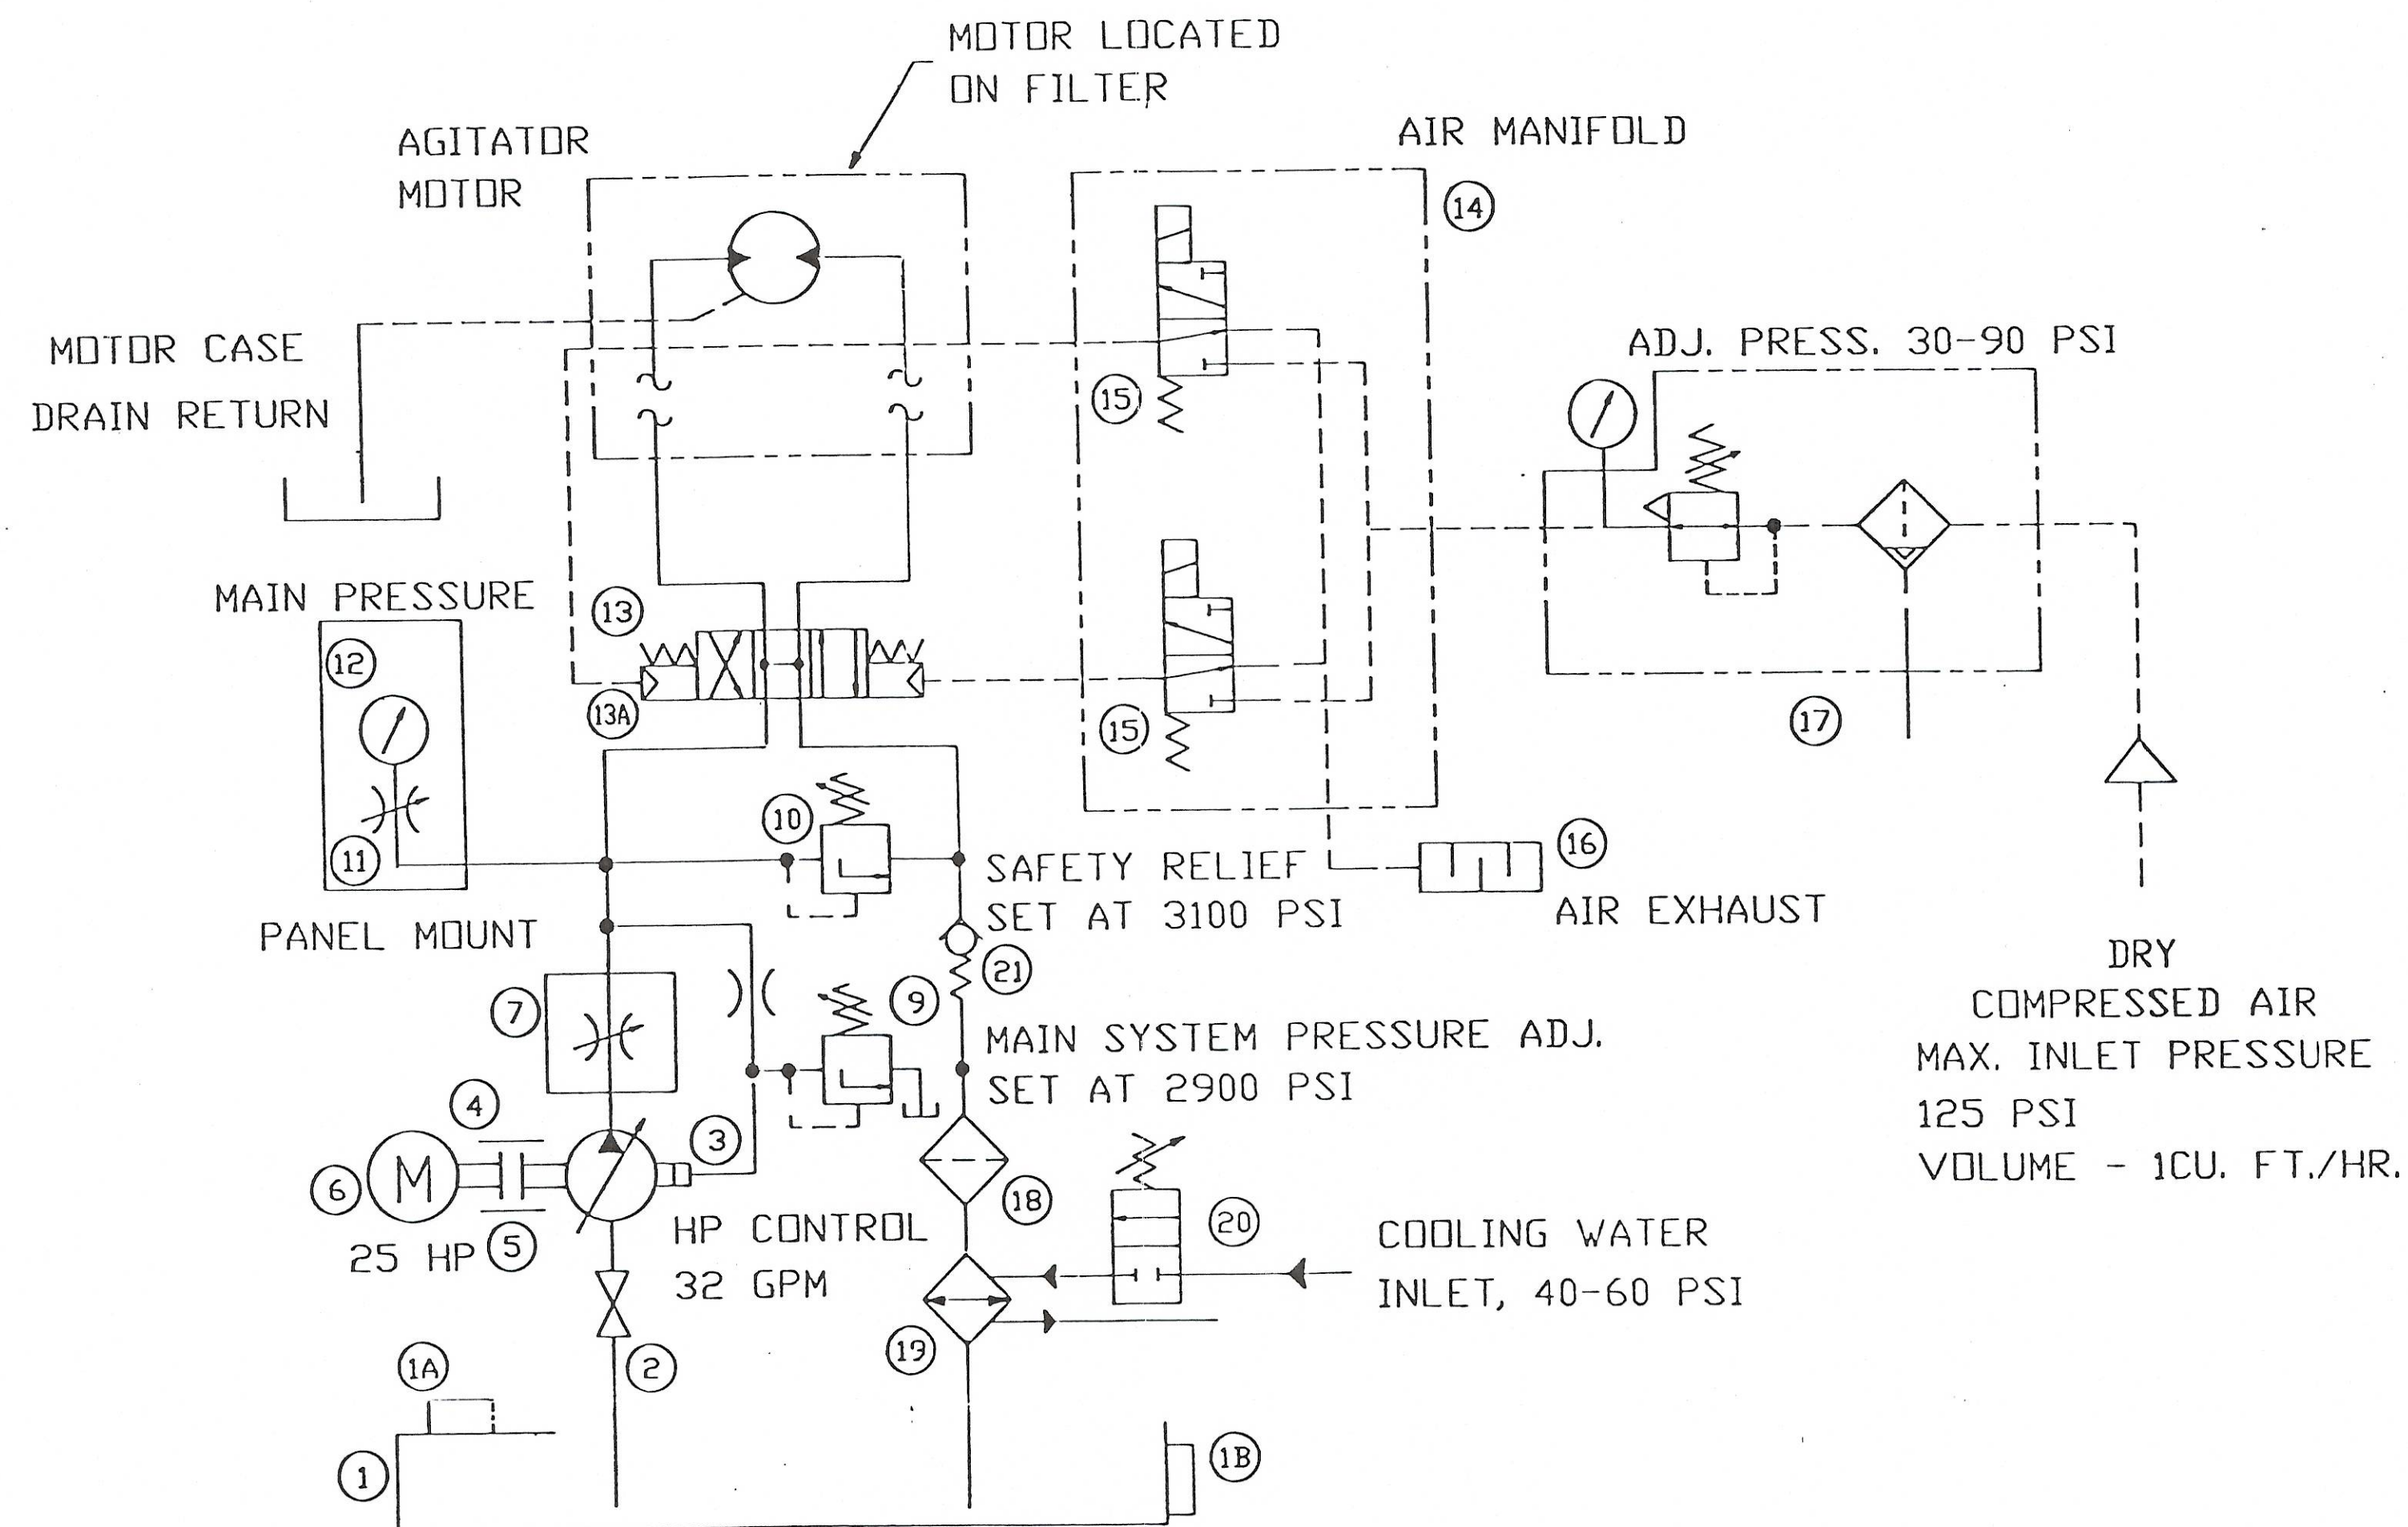 MOTOR LOCATED
ON FILTER
AGITATOR
MOTOR
AIR MANIFOLD
14
MOTOR CASE
DRAIN RETURN
15
ADJ. PRESS. 30-90 PSI
MAIN PRESSURE
13
12
13A
15
17
10
11
SAFETY RELIEF
SET AT 3100 PSI
16
AIR EXHAUST
PANEL MOUNT
21
7
9
MAIN SYSTEM PRESSURE ADJ.
SET AT 2900 PSI
DRY
COMPRESSED AIR
MAX. INLET PRESSURE
125 PSI
VOLUME - 1CU. FT./HR.
4
3
6
M
5
25 HP
HP CONTROL
32 GPM
18
20
COOLING WATER
INLET, 40-60 PSI
19
2
1A
1
1B